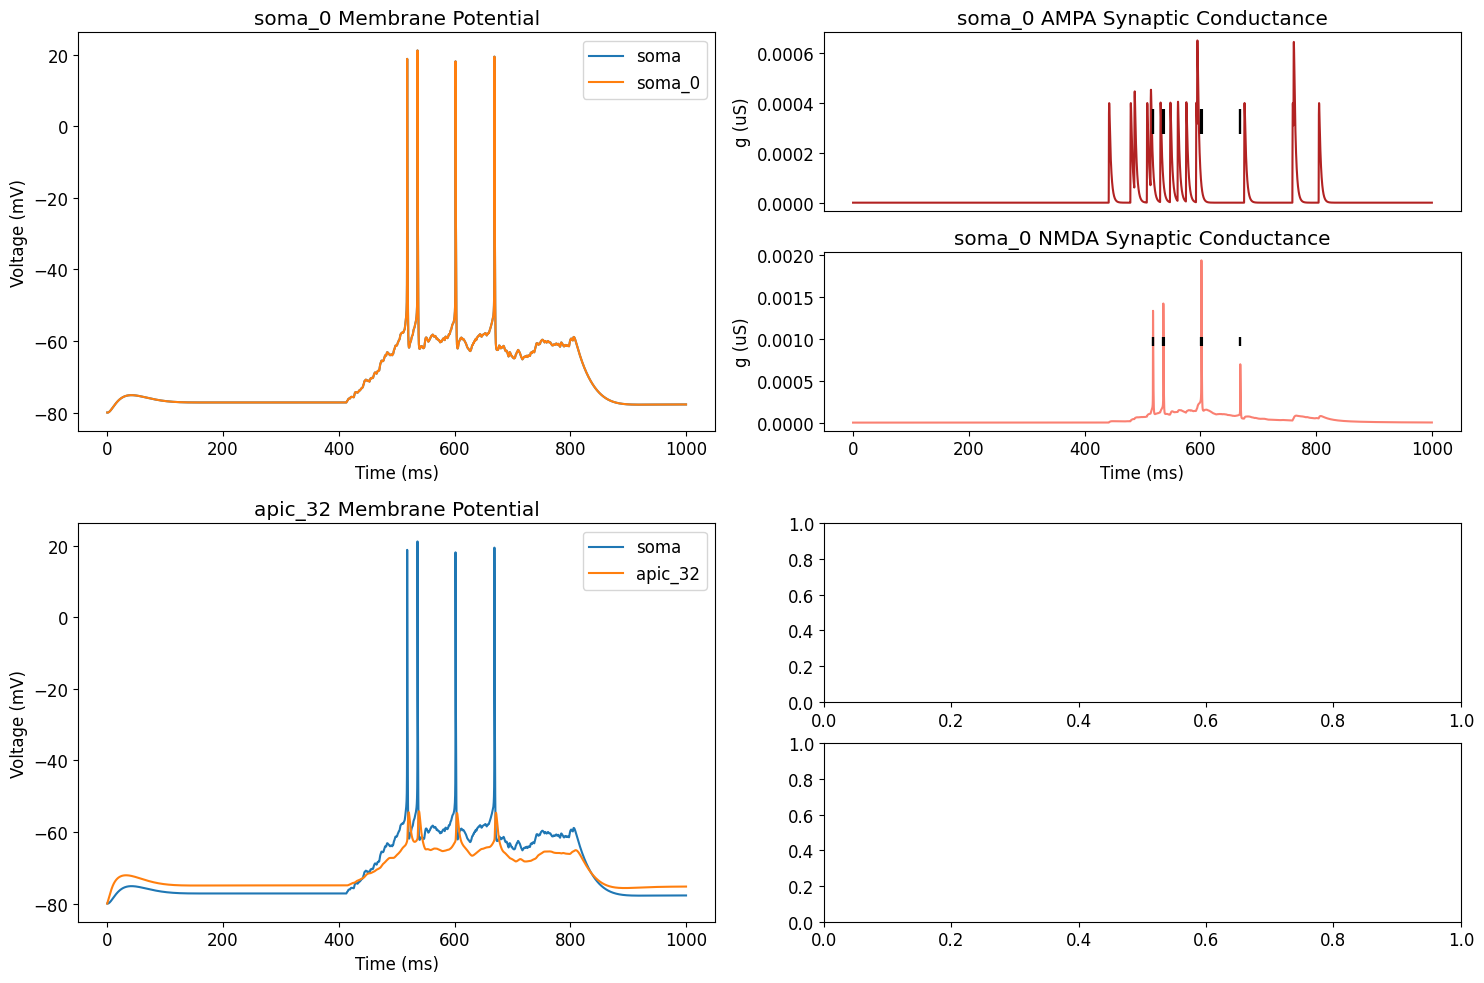 soma_0 Membrane Potential
Voltage (mV)
20
0
−20
−40
−60
−80
soma
soma_0
0 200 400 600 800 1000
Time (ms)
soma_0 AMPA Synaptic Conductance
g (uS)
0.0006
0.0004
0.0002
0.0000
soma_0 NMDA Synaptic Conductance
g (uS)
0.0020
0.0015
0.0010
0.0005
0.0000
0 200 400 600 800 1000
Time (ms)
apic_32 Membrane Potential
Voltage (mV)
20
0
−20
−40
−60
−80
soma
apic_32
0 200 400 600 800 1000
Time (ms)
1.0
0.8
0.6
0.4
0.2
0.0
0.0 0.2 0.4 0.6 0.8 1.0
1.0
0.8
0.6
0.4
0.2
0.0
0.0 0.2 0.4 0.6 0.8 1.0